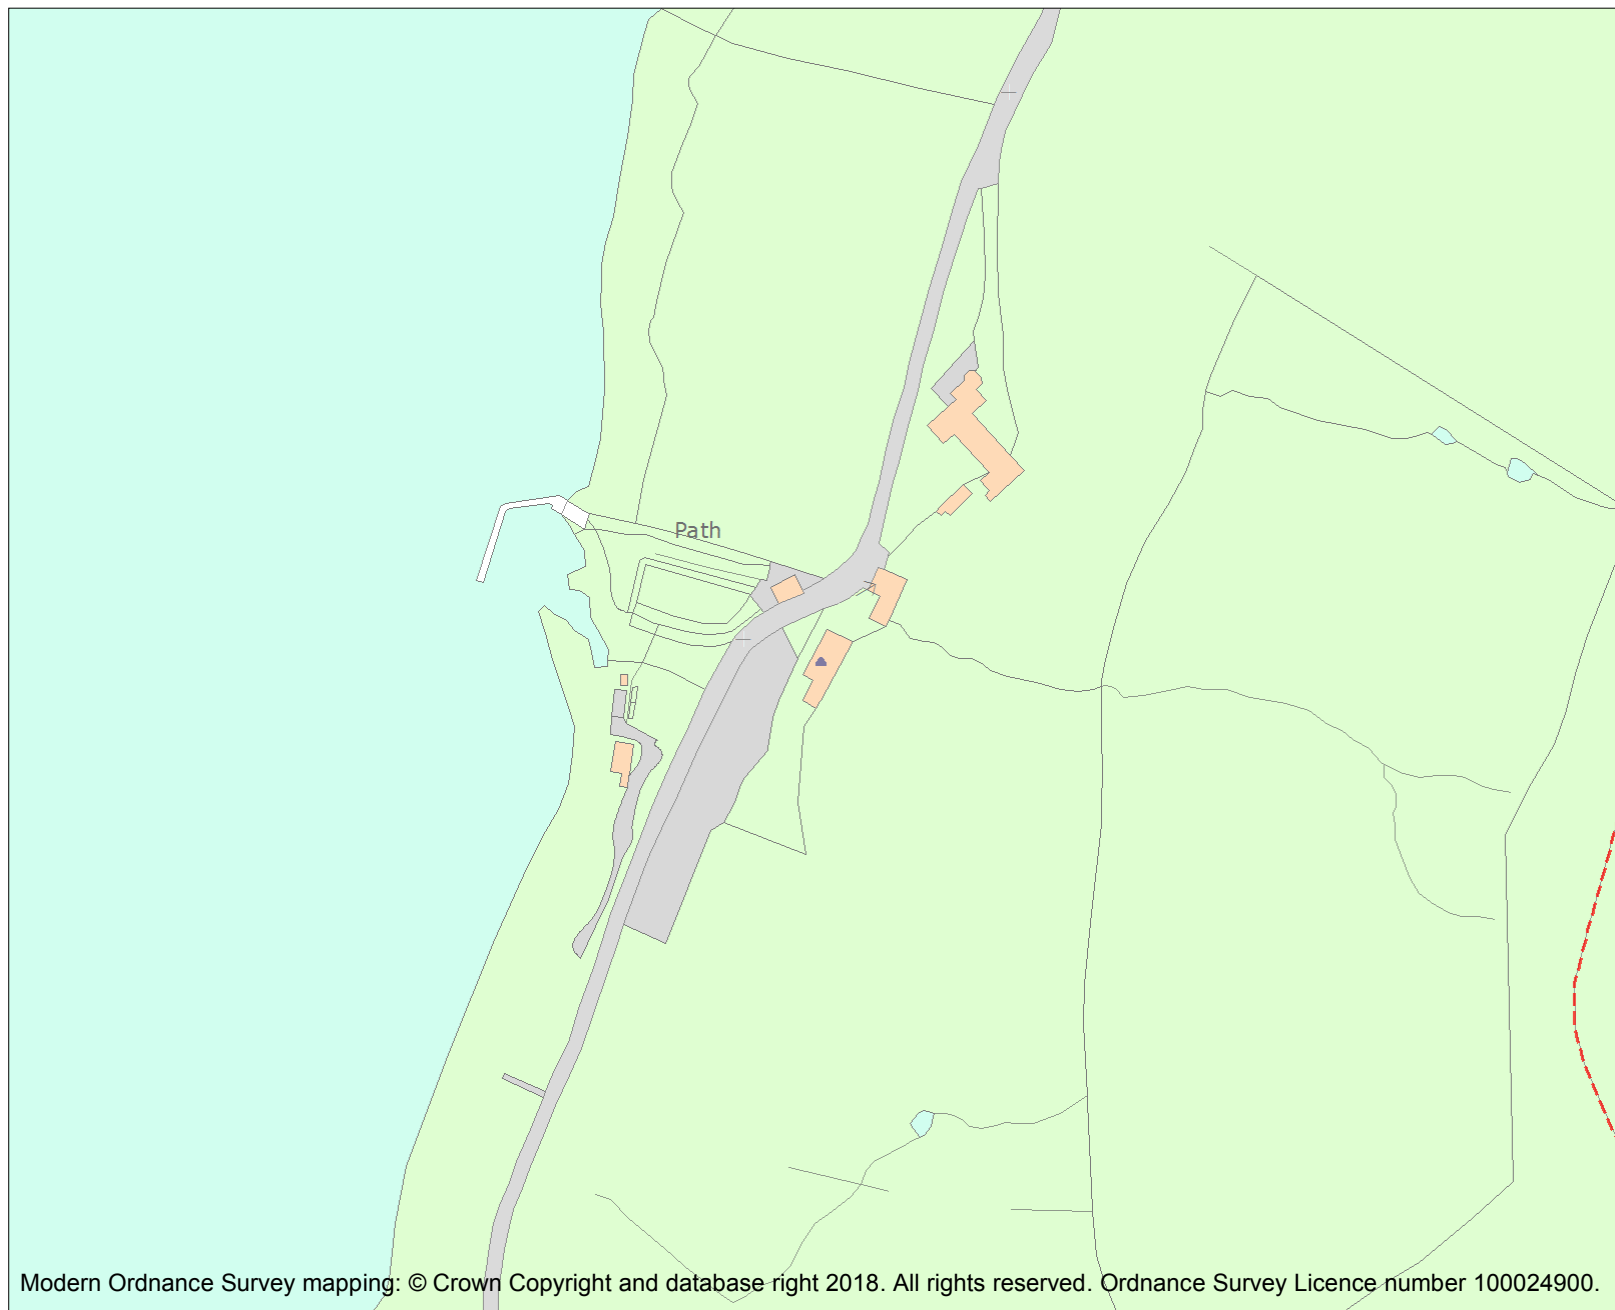 Path
Modern Ordnance Survey mapping: © Crown Copyright and database right 2018. All rights reserved. Ordnance Survey Licence number 100024900.